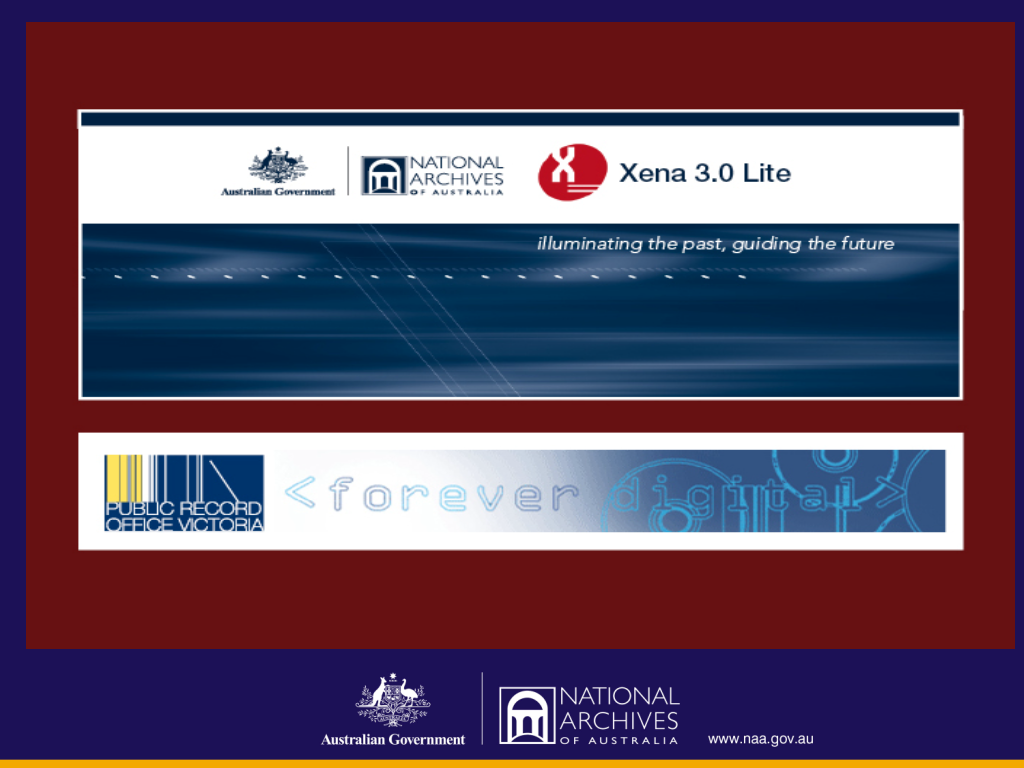 Australian Government
NATIONAL
ARCHIVES
OF AUSTRALIA
Xena 3.0 Lite
illuminating the past, guiding the future
PUBLIC RECORD
OFFICE VICTORIA
<forever digital>
Australian Government
NATIONAL
ARCHIVES
OF AUSTRALIA
www.naa.gov.au